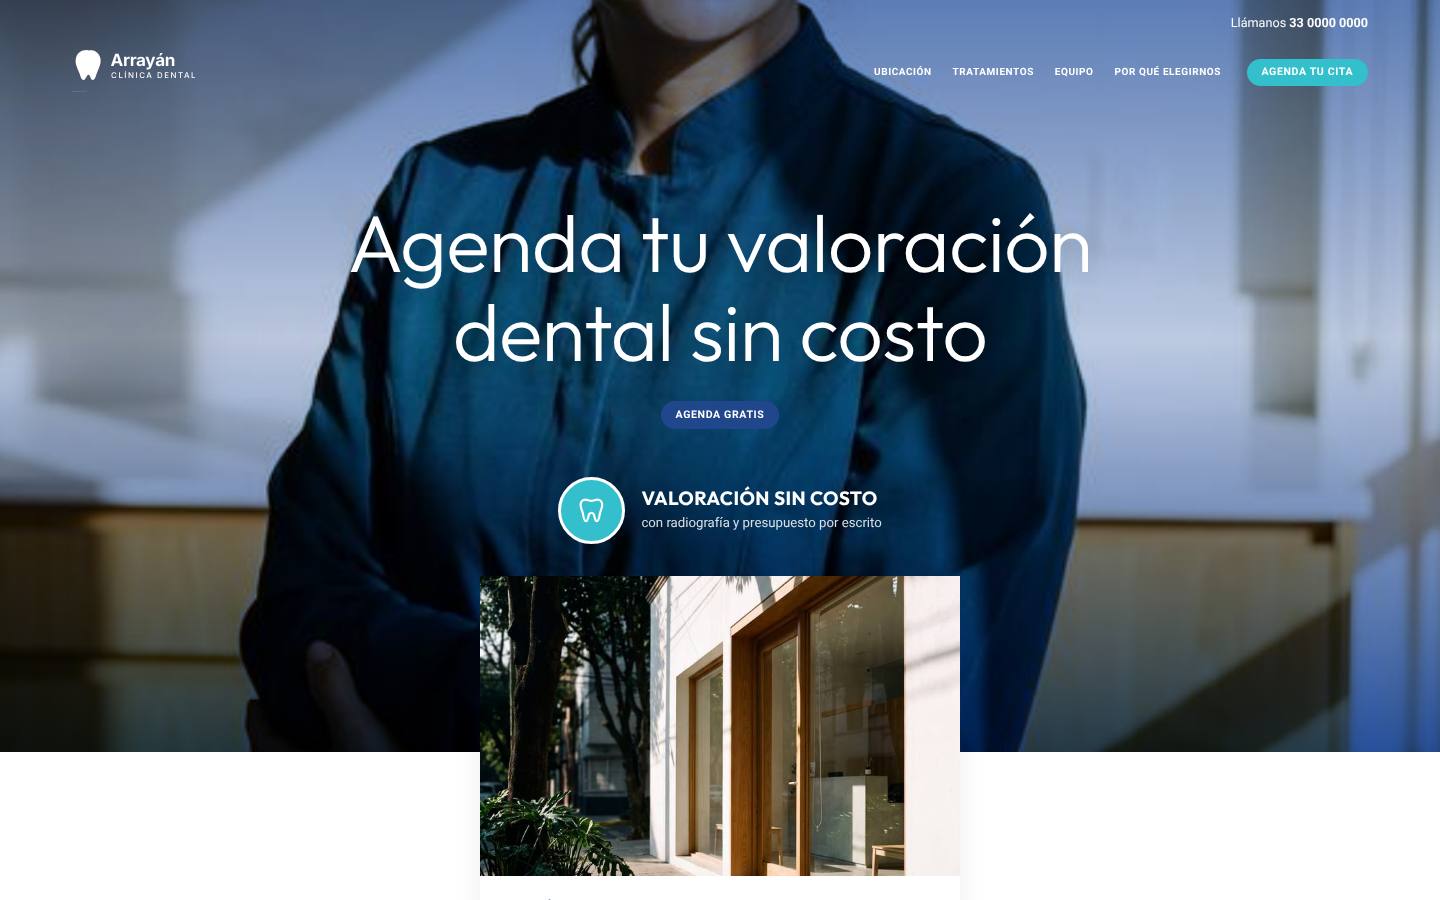 Llámanos 33 0000 0000
Arrayán
CLÍNICA DENTAL
UBICACIÓN TRATAMIENTOS EQUIPO POR QUÉ ELEGIRNOS AGENDA TU CITA
Agenda tu valoración
dental sin costo
AGENDA GRATIS
VALORACIÓN SIN COSTO
con radiografía y presupuesto por escrito